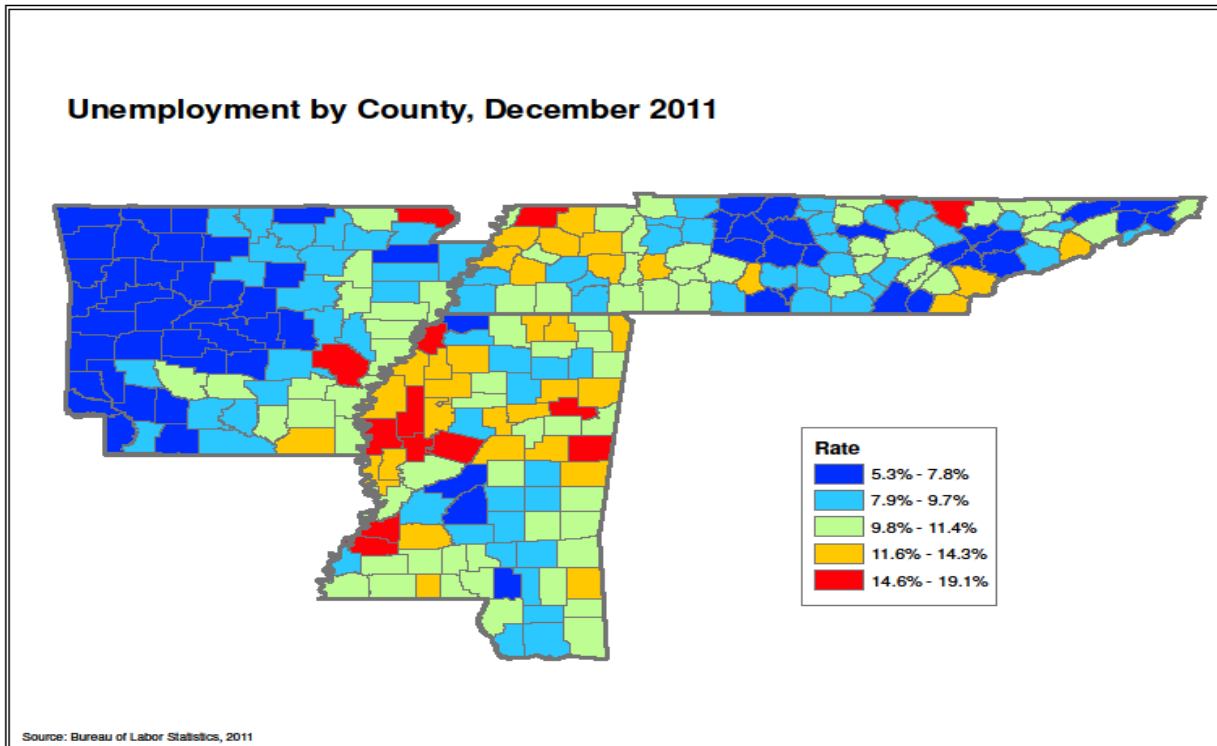 Unemployment by County, December 2011
Rate
5.3% - 7.8%
7.9% - 9.7%
9.8% - 11.4%
11.6% - 14.3%
14.6% - 19.1%
Source: Bureau of Labor Statistics, 2011